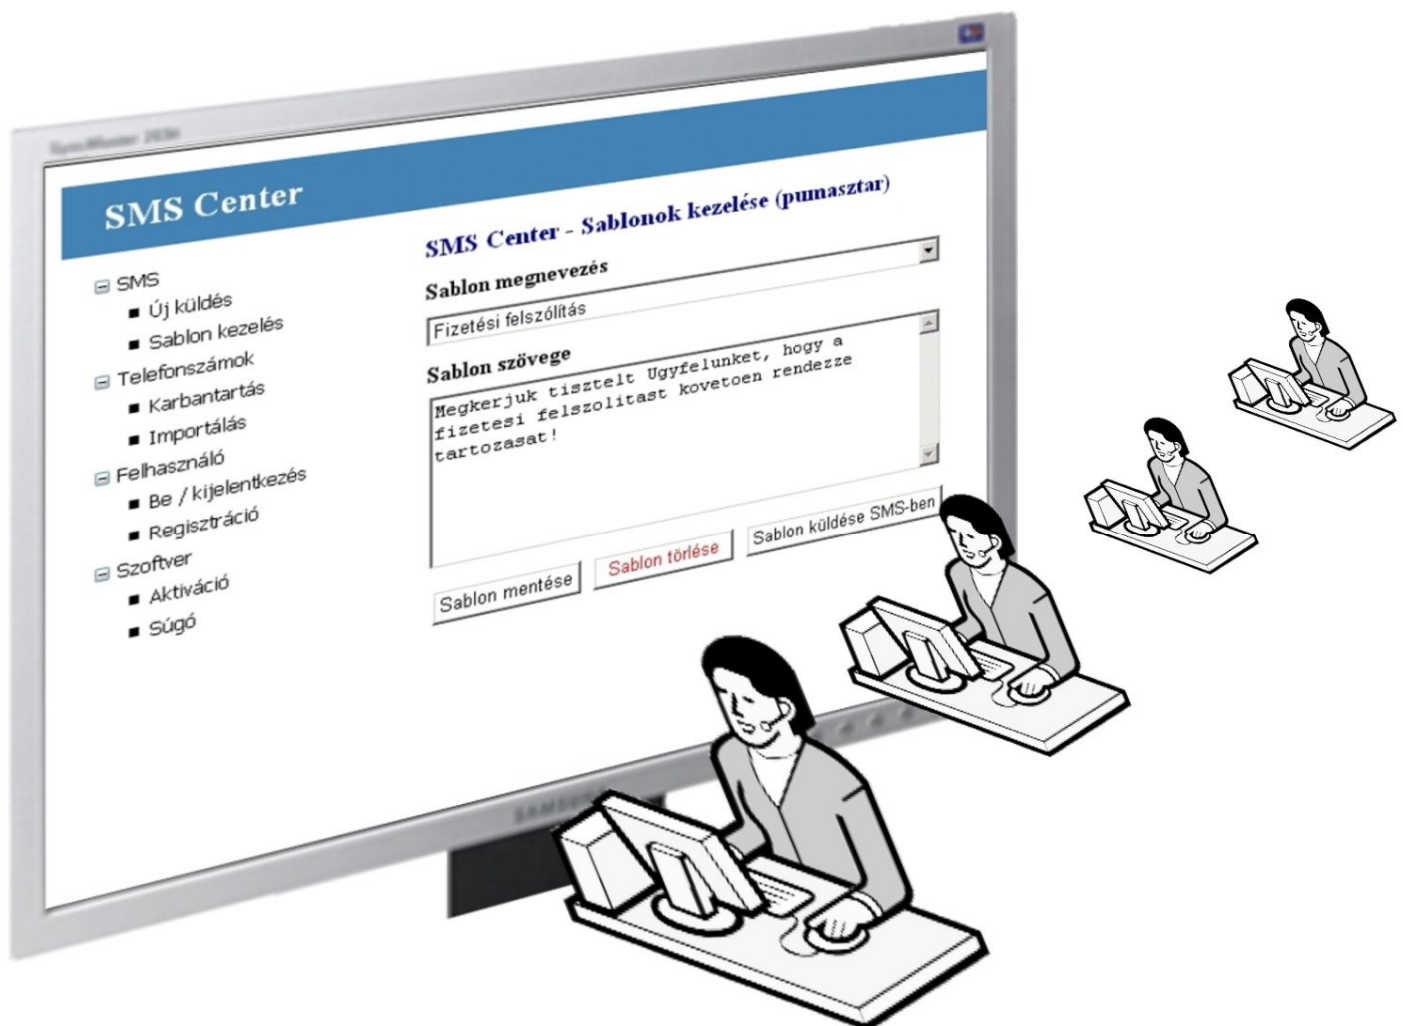 SMS Center
SMS
Új küldés
Sablon kezelés
Telefonszámok
Karbantartás
Importálás
Felhasználó
Be / kijelentkezés
Regisztráció
Szoftver
Aktiváció
Súgó
SMS Center - Sablonok kezelése (pumasztar)
Sablon megnevezés
Fizetési felszólítás
Sablon szövege
Megkerjuk tisztelt Ugyfelunket, hogy a
fizetesi felszolitast kovetoen rendezze
tartozasat!
Sablon mentése
Sablon törlése
Sablon küldése SMS-ben